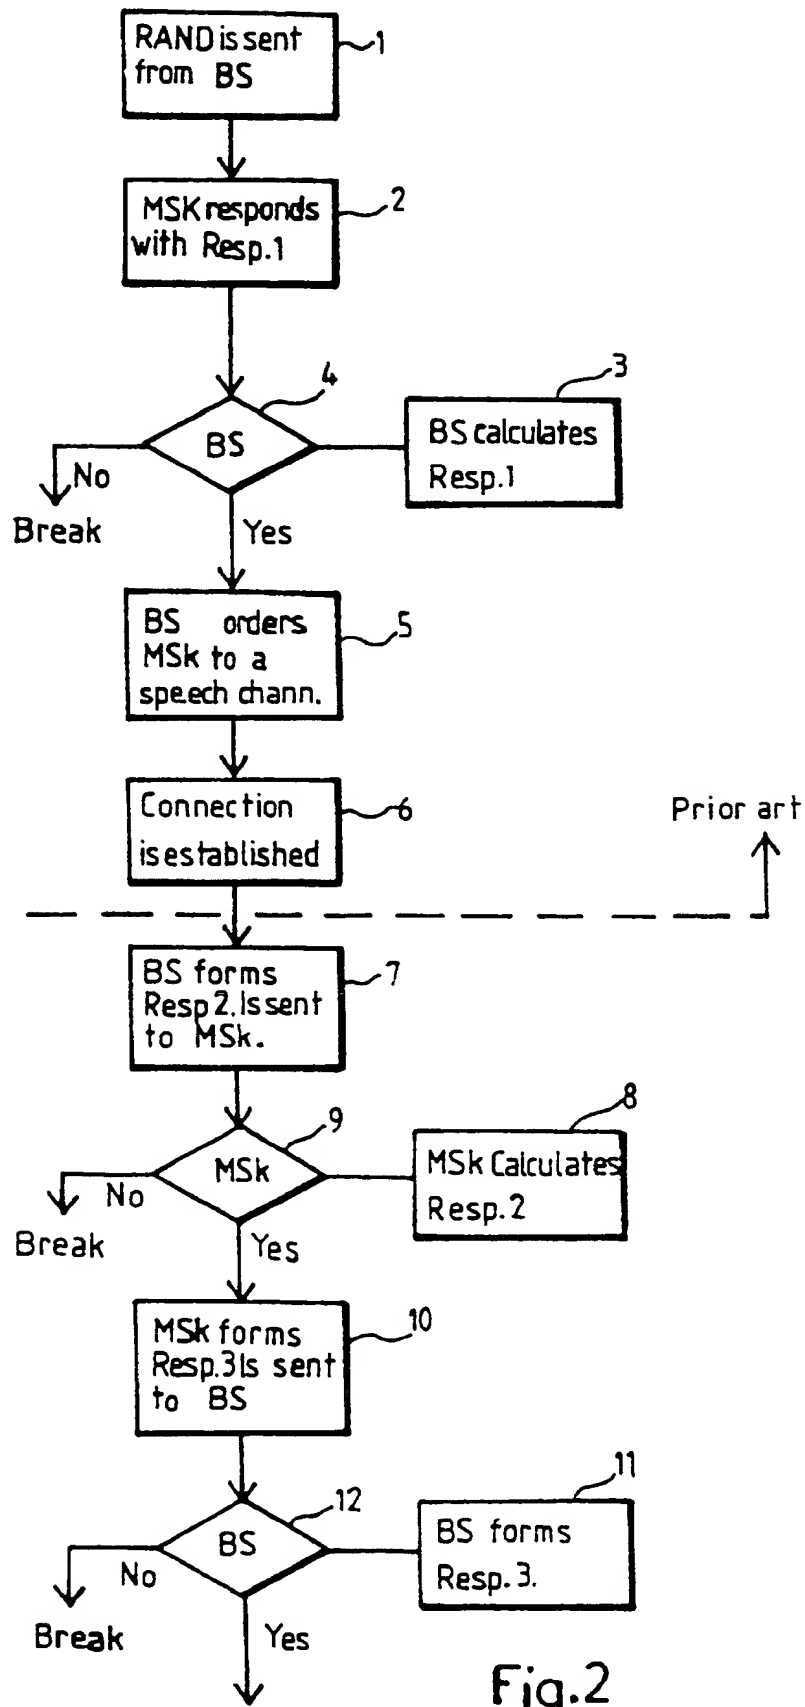 RAND is sent
from BS
1
MSK responds
with Resp.1
2
4
3
BS
BS calculates
Resp.1
No
Break
Yes
BS orders
MSk to a
speech chann.
5
Connection
is established
6
Prior art
BS forms
Resp2. Is sent
to MSk.
7
9
8
MSk
MSk Calculates
Resp.2
No
Break
Yes
MSk forms
Resp.3 Is sent
to BS
10
12
11
BS
BS forms
Resp.3.
No
Break
Yes
Fig.2